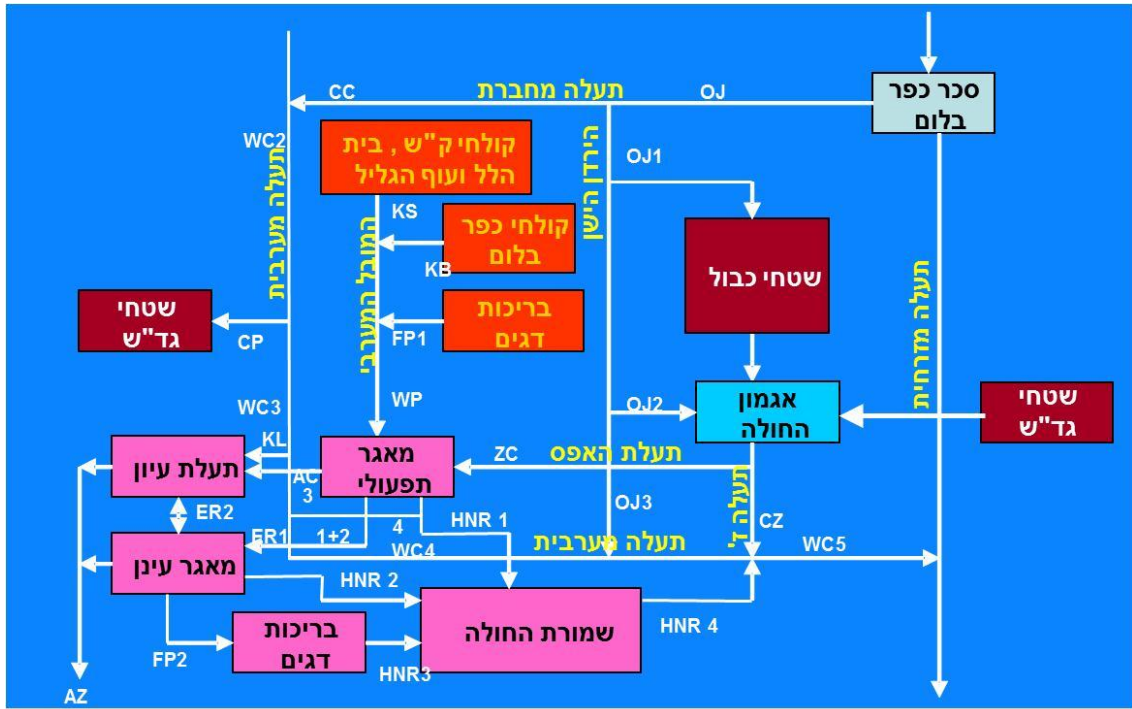 סכר כפר
בלום
OJ
תעלה מחברת
CC
WC2
תעלה מערבית
קולחי ק"ש , בית
הלל ועוף הגליל
KS
המובל המערבי
קולחי כפר
בלום
KB
בריכות
דגים
FP1
WP
הירדן הישן
OJ1
שטחי כבול
תעלה מדרחית
שטחי
גד"ש
CP
WC3
KL
אגמון
החולה
OJ2
שטחי
גד"ש
תעלת האפס
ZC
מאגר
תפעולי
AC
3
תעלת עיון
ER2
ER1
1+2
4
HNR 1
OJ3
תעלה ד'
CZ
WC4
תעלה מערבית
WC5
מאגר עינן
HNR 2
שמורת החולה
HNR 4
בריכות
דגים
FP2
HNR3
AZ